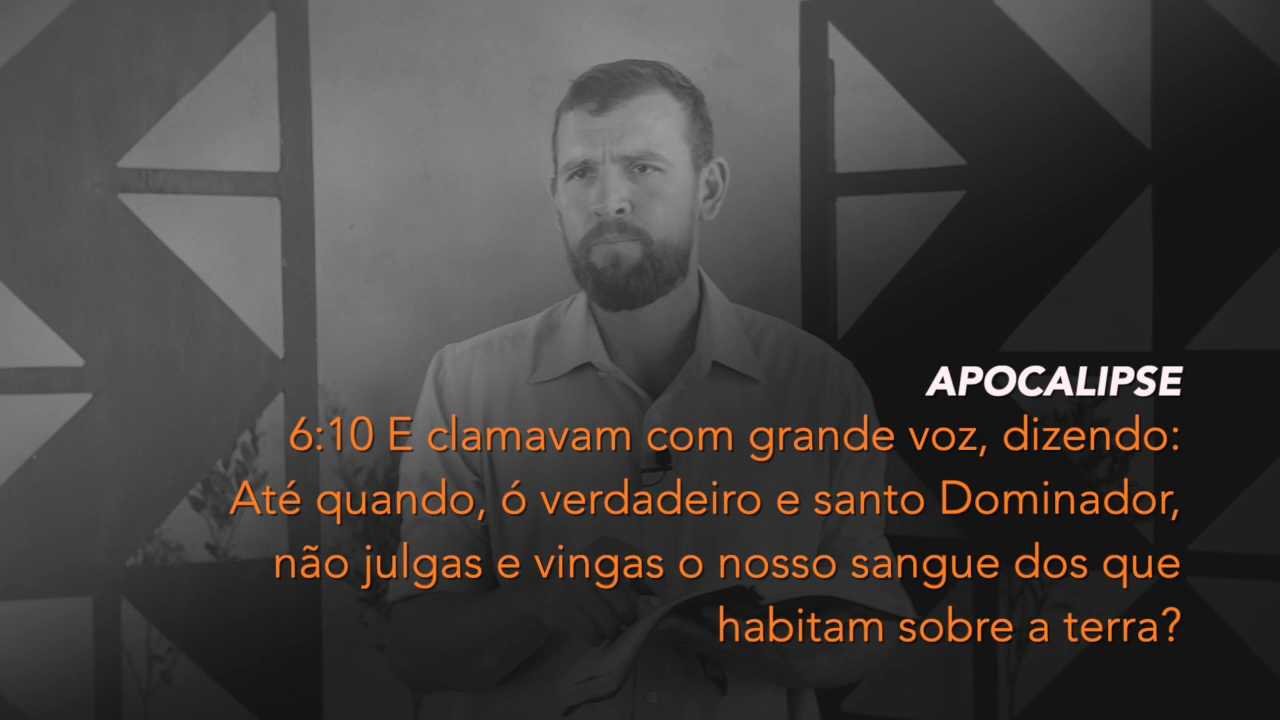 APOCALIPSE
6:10 E clamavam com grande voz, dizendo:
Até quando, ó verdadeiro e santo Dominador,
não julgas e vingas o nosso sangue dos que
habitam sobre a terra?